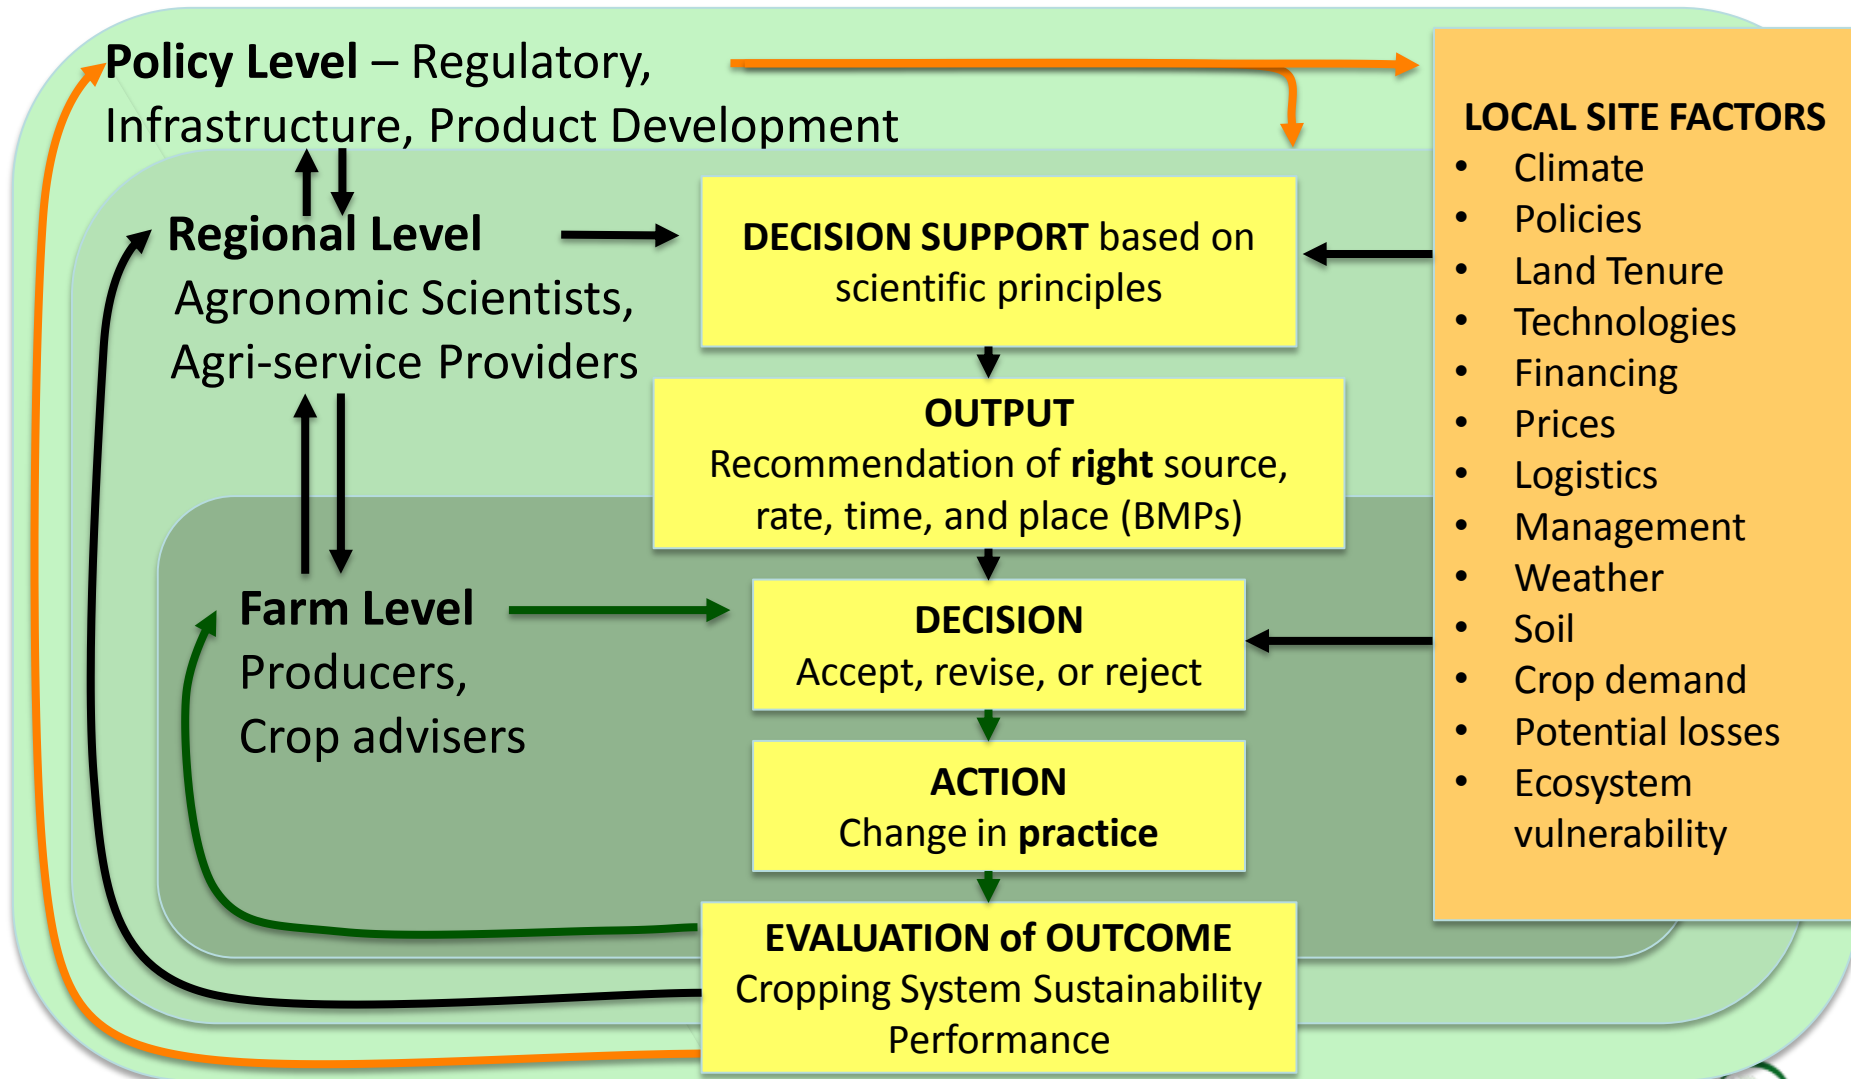 Policy Level – Regulatory,
Infrastructure, Product Development
Regional Level
Agronomic Scientists,
Agri-service Providers
Farm Level
Producers,
Crop advisers
DECISION SUPPORT based on
scientific principles
OUTPUT
Recommendation of right source,
rate, time, and place (BMPs)
DECISION
Accept, revise, or reject
ACTION
Change in practice
EVALUATION of OUTCOME
Cropping System Sustainability
Performance
LOCAL SITE FACTORS
• Climate
• Policies
• Land Tenure
• Technologies
• Financing
• Prices
• Logistics
• Management
• Weather
• Soil
• Crop demand
• Potential losses
• Ecosystem
vulnerability